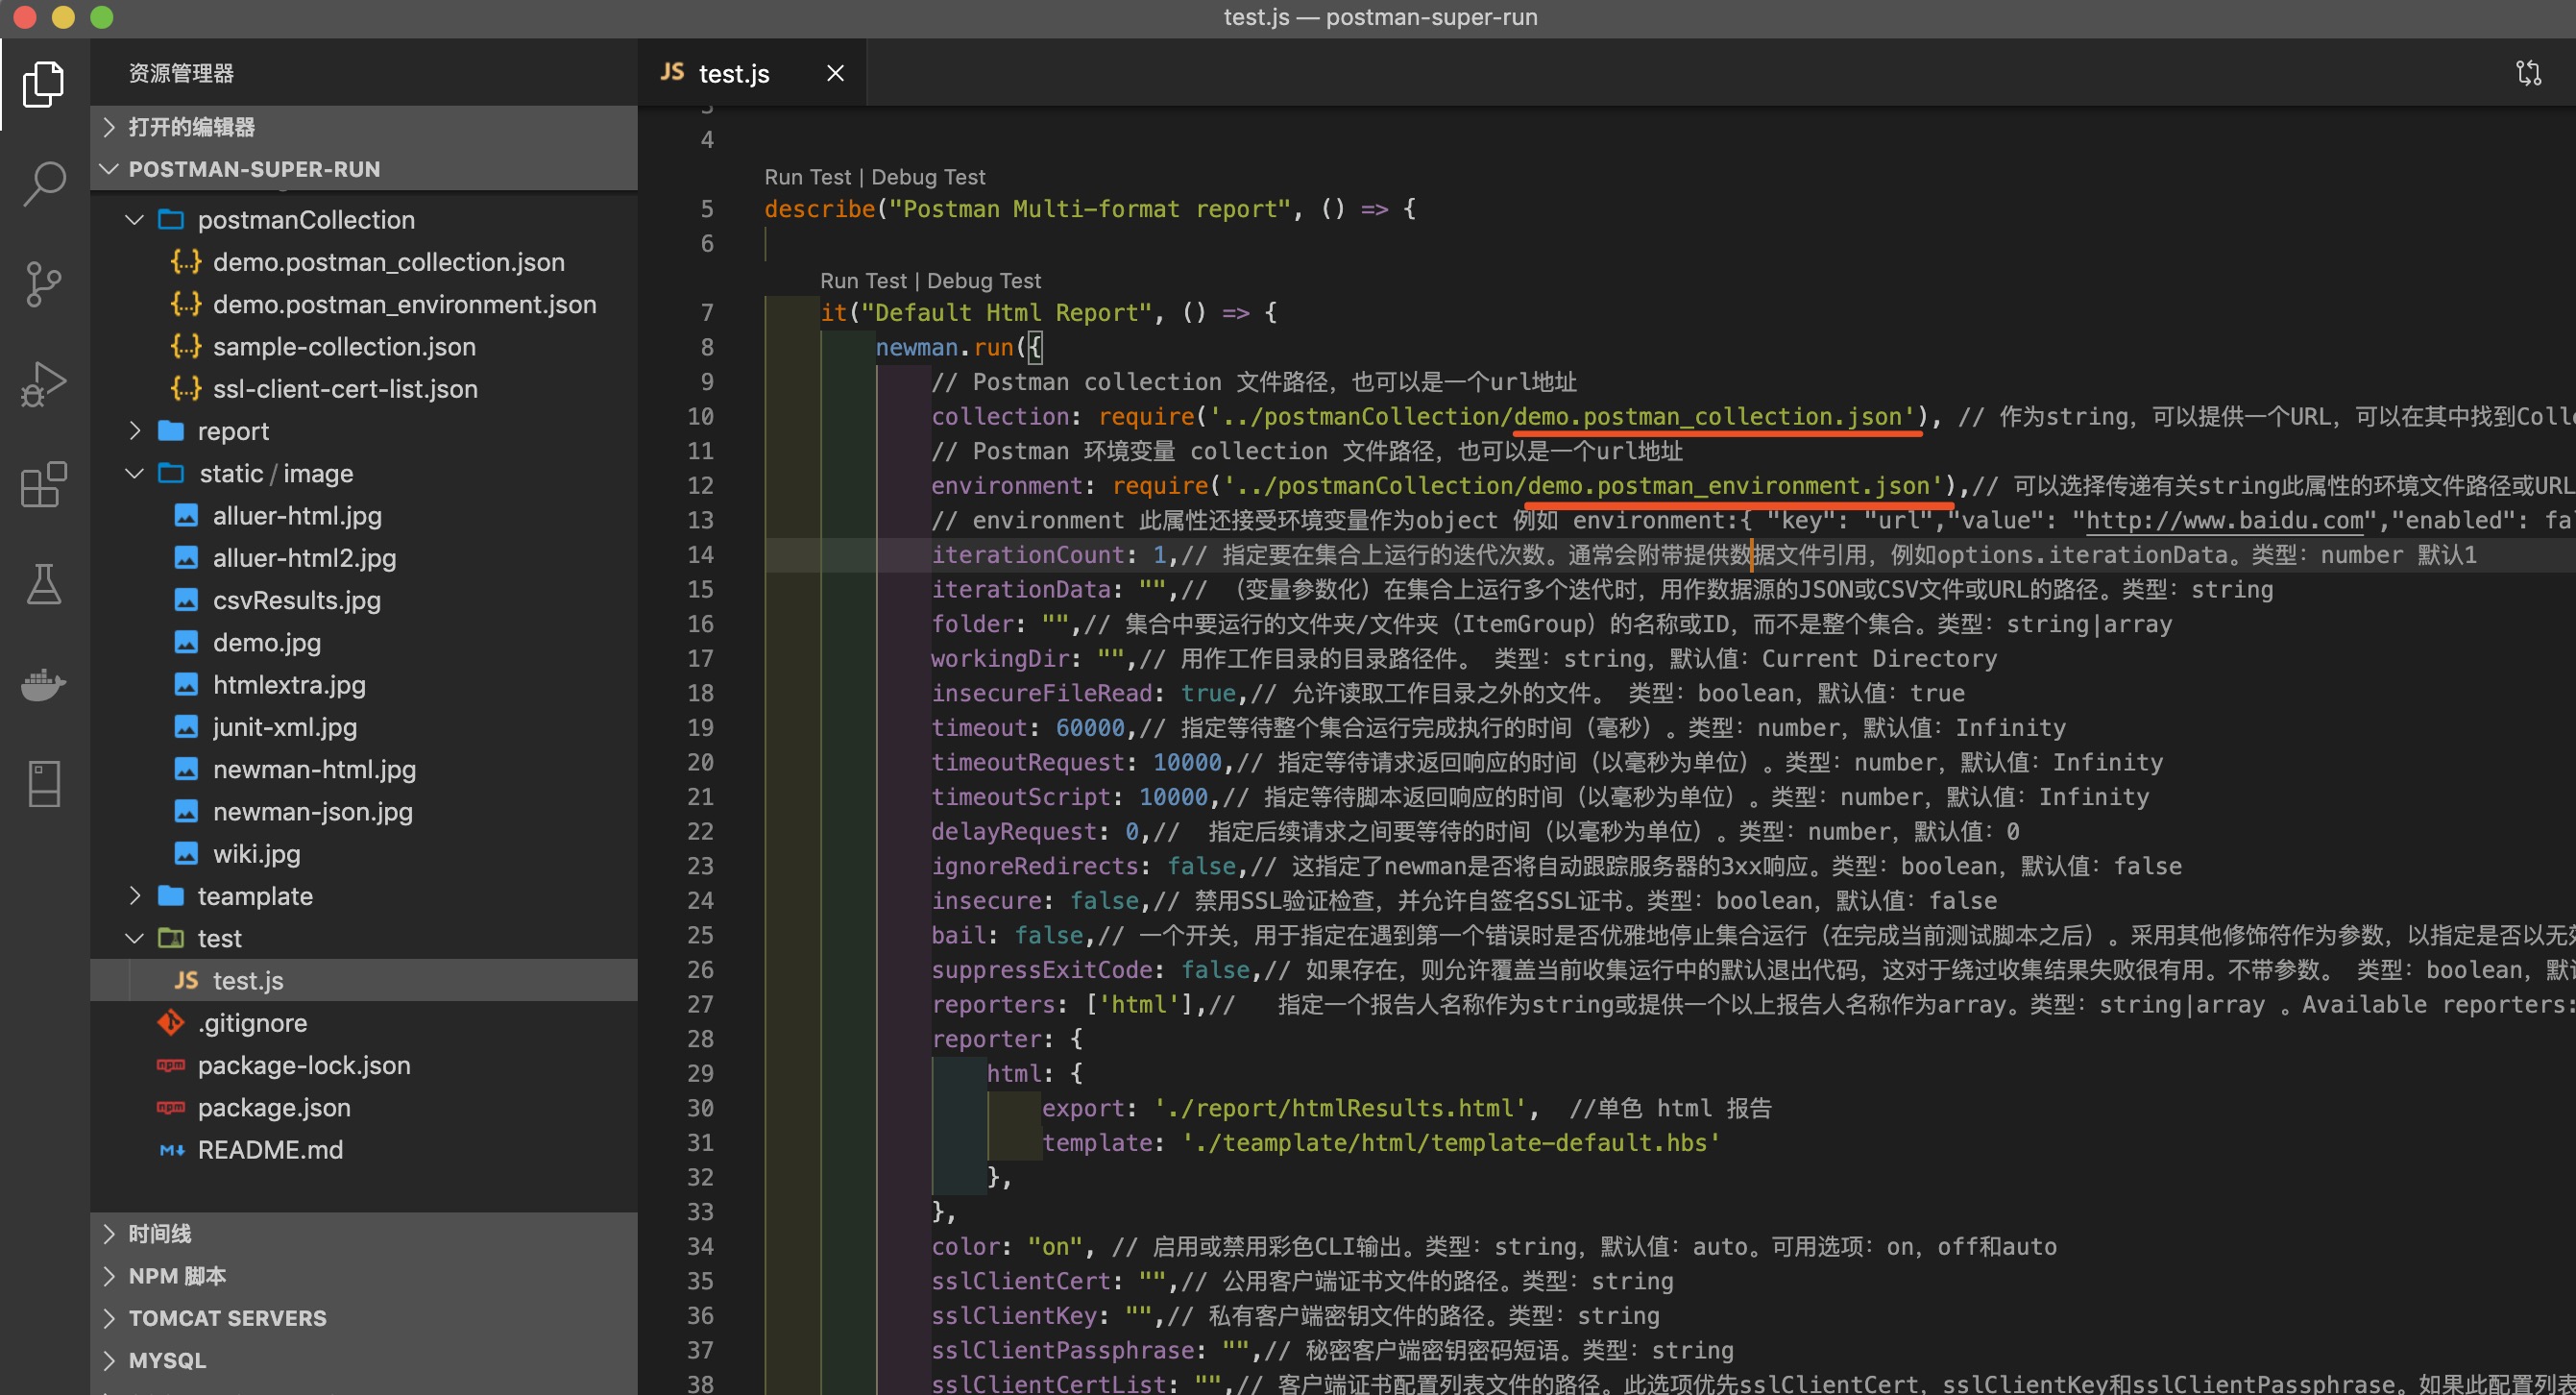 test.js — postman-super-run
资源管理器
打开的编辑器
POSTMAN-SUPER-RUN
postmanCollection
demo.postman_collection.json
demo.postman_environment.json
sample-collection.json
ssl-client-cert-list.json
report
static / image
alluer-html.jpg
alluer-html2.jpg
csvResults.jpg
demo.jpg
htmlextra.jpg
junit-xml.jpg
newman-html.jpg
newman-json.jpg
wiki.jpg
teamplate
test
JS test.js
.gitignore
package-lock.json
package.json
README.md
时间线
NPM 脚本
TOMCAT SERVERS
MYSQL
JS test.js
3
4
Run Test | Debug Test
5 describe("Postman Multi-format report", () => {
6
Run Test | Debug Test
7 it("Default Html Report", () => {
8 newman.run({
9 // Postman collection 文件路径，也可以是一个url地址
10 collection: require('../postmanCollection/demo.postman_collection.json'), // 作为string，可以提供一个URL，可以在其中找到Coll
11 // Postman 环境变量 collection 文件路径，也可以是一个url地址
12 environment: require('../postmanCollection/demo.postman_environment.json'),// 可以选择传递有关string此属性的环境文件路径或URL
13 // environment 此属性还接受环境变量作为object 例如 environment:{ "key": "url","value": "http://www.baidu.com","enabled": fa
14 iterationCount: 1,// 指定要在集合上运行的迭代次数。通常会附带提供数据文件引用，例如options.iterationData。类型：number 默认1
15 iterationData: "",// （变量参数化）在集合上运行多个迭代时，用作数据源的JSON或CSV文件或URL的路径。类型：string
16 folder: "",// 集合中要运行的文件夹/文件夹（ItemGroup）的名称或ID，而不是整个集合。类型：string|array
17 workingDir: "",// 用作工作目录的目录路径件。 类型：string，默认值：Current Directory
18 insecureFileRead: true,// 允许读取工作目录之外的文件。 类型：boolean，默认值：true
19 timeout: 60000,// 指定等待整个集合运行完成执行的时间（毫秒）。类型：number，默认值：Infinity
20 timeoutRequest: 10000,// 指定等待请求返回响应的时间（以毫秒为单位）。类型：number，默认值：Infinity
21 timeoutScript: 10000,// 指定等待脚本返回响应的时间（以毫秒为单位）。类型：number，默认值：Infinity
22 delayRequest: 0,// 指定后续请求之间要等待的时间（以毫秒为单位）。类型：number，默认值：0
23 ignoreRedirects: false,// 这指定了newman是否将自动跟踪服务器的3xx响应。类型：boolean，默认值：false
24 insecure: false,// 禁用SSL验证检查，并允许自签名SSL证书。类型：boolean，默认值：false
25 bail: false,// 一个开关，用于指定在遇到第一个错误时是否优雅地停止集合运行（在完成当前测试脚本之后）。采用其他修饰符作为参数，以指定是否以无
26 suppressExitCode: false,// 如果存在，则允许覆盖当前收集运行中的默认退出代码，这对于绕过收集结果失败很有用。不带参数。 类型：boolean，默
27 reporters: ['html'],// 指定一个报告人名称作为string或提供一个以上报告人名称作为array。类型：string|array 。Available reporters:
28 reporter: {
29 html: {
30 export: './report/htmlResults.html', //单色 html 报告
31 template: './teamplate/html/template-default.hbs'
32 },
33 },
34 color: "on", // 启用或禁用彩色CLI输出。类型：string，默认值：auto。可用选项：on，off和auto
35 sslClientCert: "",// 公用客户端证书文件的路径。类型：string
36 sslClientKey: "",// 私有客户端密钥文件的路径。类型：string
37 sslClientPassphrase: "",// 秘密客户端密钥密码短语。类型：string
38 sslClientCertList: "",// 客户端证书配置列表文件的路径。此选项优先sslClientCert，sslClientKey和sslClientPassphrase。如果此配置列